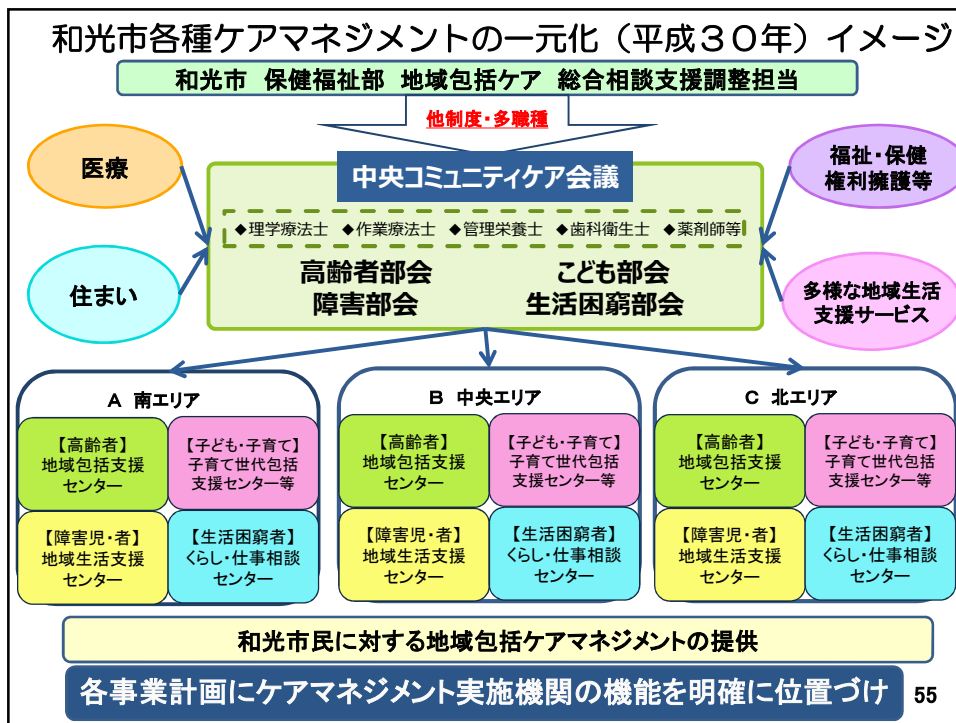 和光市各種ケアマネジメントの一元化（平成３０年）イメージ
和光市　保健福祉部　地域包括ケア　総合相談支援調整担当
他制度・多職種
医療
福祉・保健
権利擁護等
中央コミュニティケア会議
◆理学療法士　◆作業療法士　◆管理栄養士　◆歯科衛生士　◆薬剤師等
高齢者部会　こども部会
障害部会　生活困窮部会
住まい
多様な地域生活
支援サービス
Ａ　南エリア
【高齢者】
地域包括支援
センター
【子ども・子育て】
子育て世代包括
支援センター等
【障害児・者】
地域生活支援
センター
【生活困窮者】
くらし・仕事相談
センター
Ｂ　中央エリア
【高齢者】
地域包括支援
センター
【子ども・子育て】
子育て世代包括
支援センター等
【障害児・者】
地域生活支援
センター
【生活困窮者】
くらし・仕事相談
センター
Ｃ　北エリア
【高齢者】
地域包括支援
センター
【子ども・子育て】
子育て世代包括
支援センター等
【障害児・者】
地域生活支援
センター
【生活困窮者】
くらし・仕事相談
センター
和光市民に対する地域包括ケアマネジメントの提供
各事業計画にケアマネジメント実施機関の機能を明確に位置づけ
55